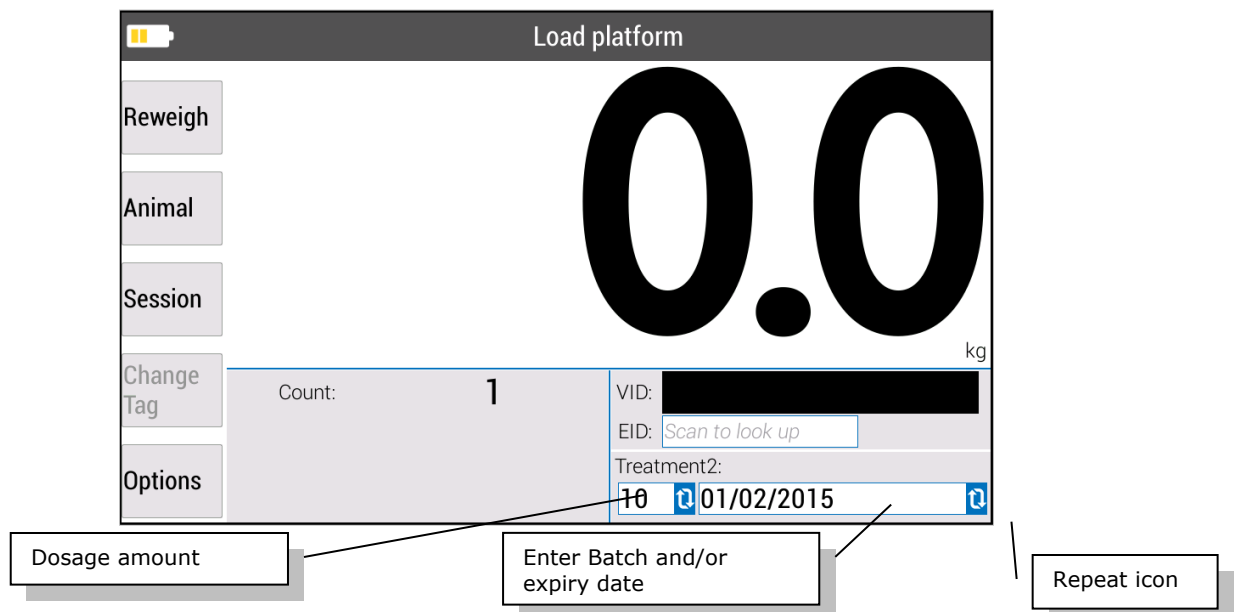 Load platform
Reweigh
0.0
Animal
Session
kg
Change
Tag
Count: 1
VID:
EID: Scan to look up
Treatment2:
Options
10 01/02/2015
Dosage amount
Enter Batch and/or
expiry date
Repeat icon